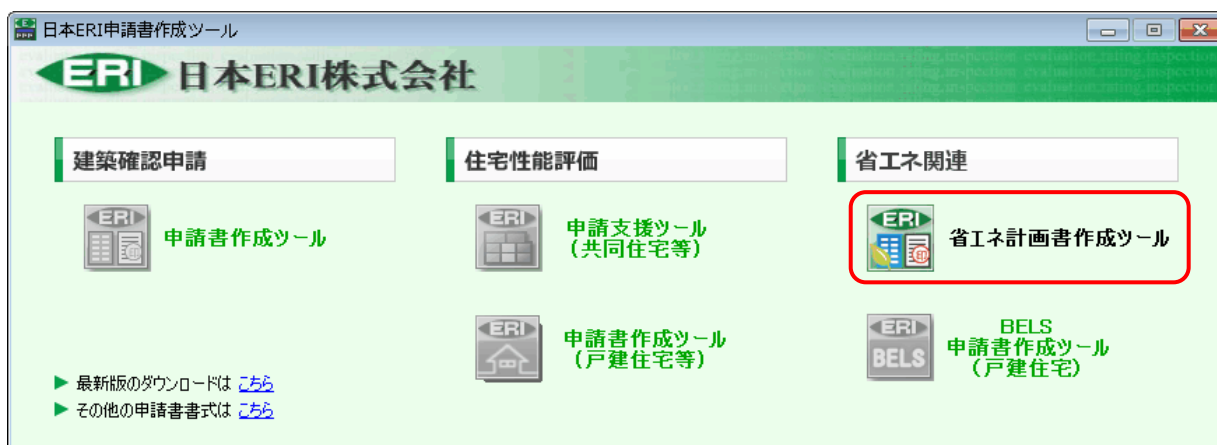 日本ERI申請書作成ツール
ERI 日本ERI株式会社
建築確認申請
住宅性能評価
省エネ関連
ERI
申請書作成ツール
ERI
申請支援ツール
(共同住宅等)
ERI
省エネ計画書作成ツール
ERI
申請書作成ツール
(戸建住宅等)
ERI
BELS
BELS
申請書作成ツール
(戸建住宅)
最新版のダウンロードは こちら
その他の申請書書式は こちら